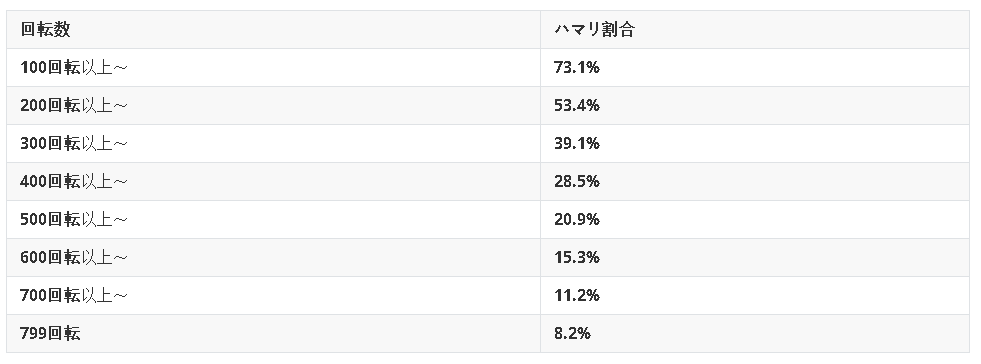 回転数 ハマリ割合
100回転以上～ 73.1%
200回転以上～ 53.4%
300回転以上～ 39.1%
400回転以上～ 28.5%
500回転以上～ 20.9%
600回転以上～ 15.3%
700回転以上～ 11.2%
799回転 8.2%